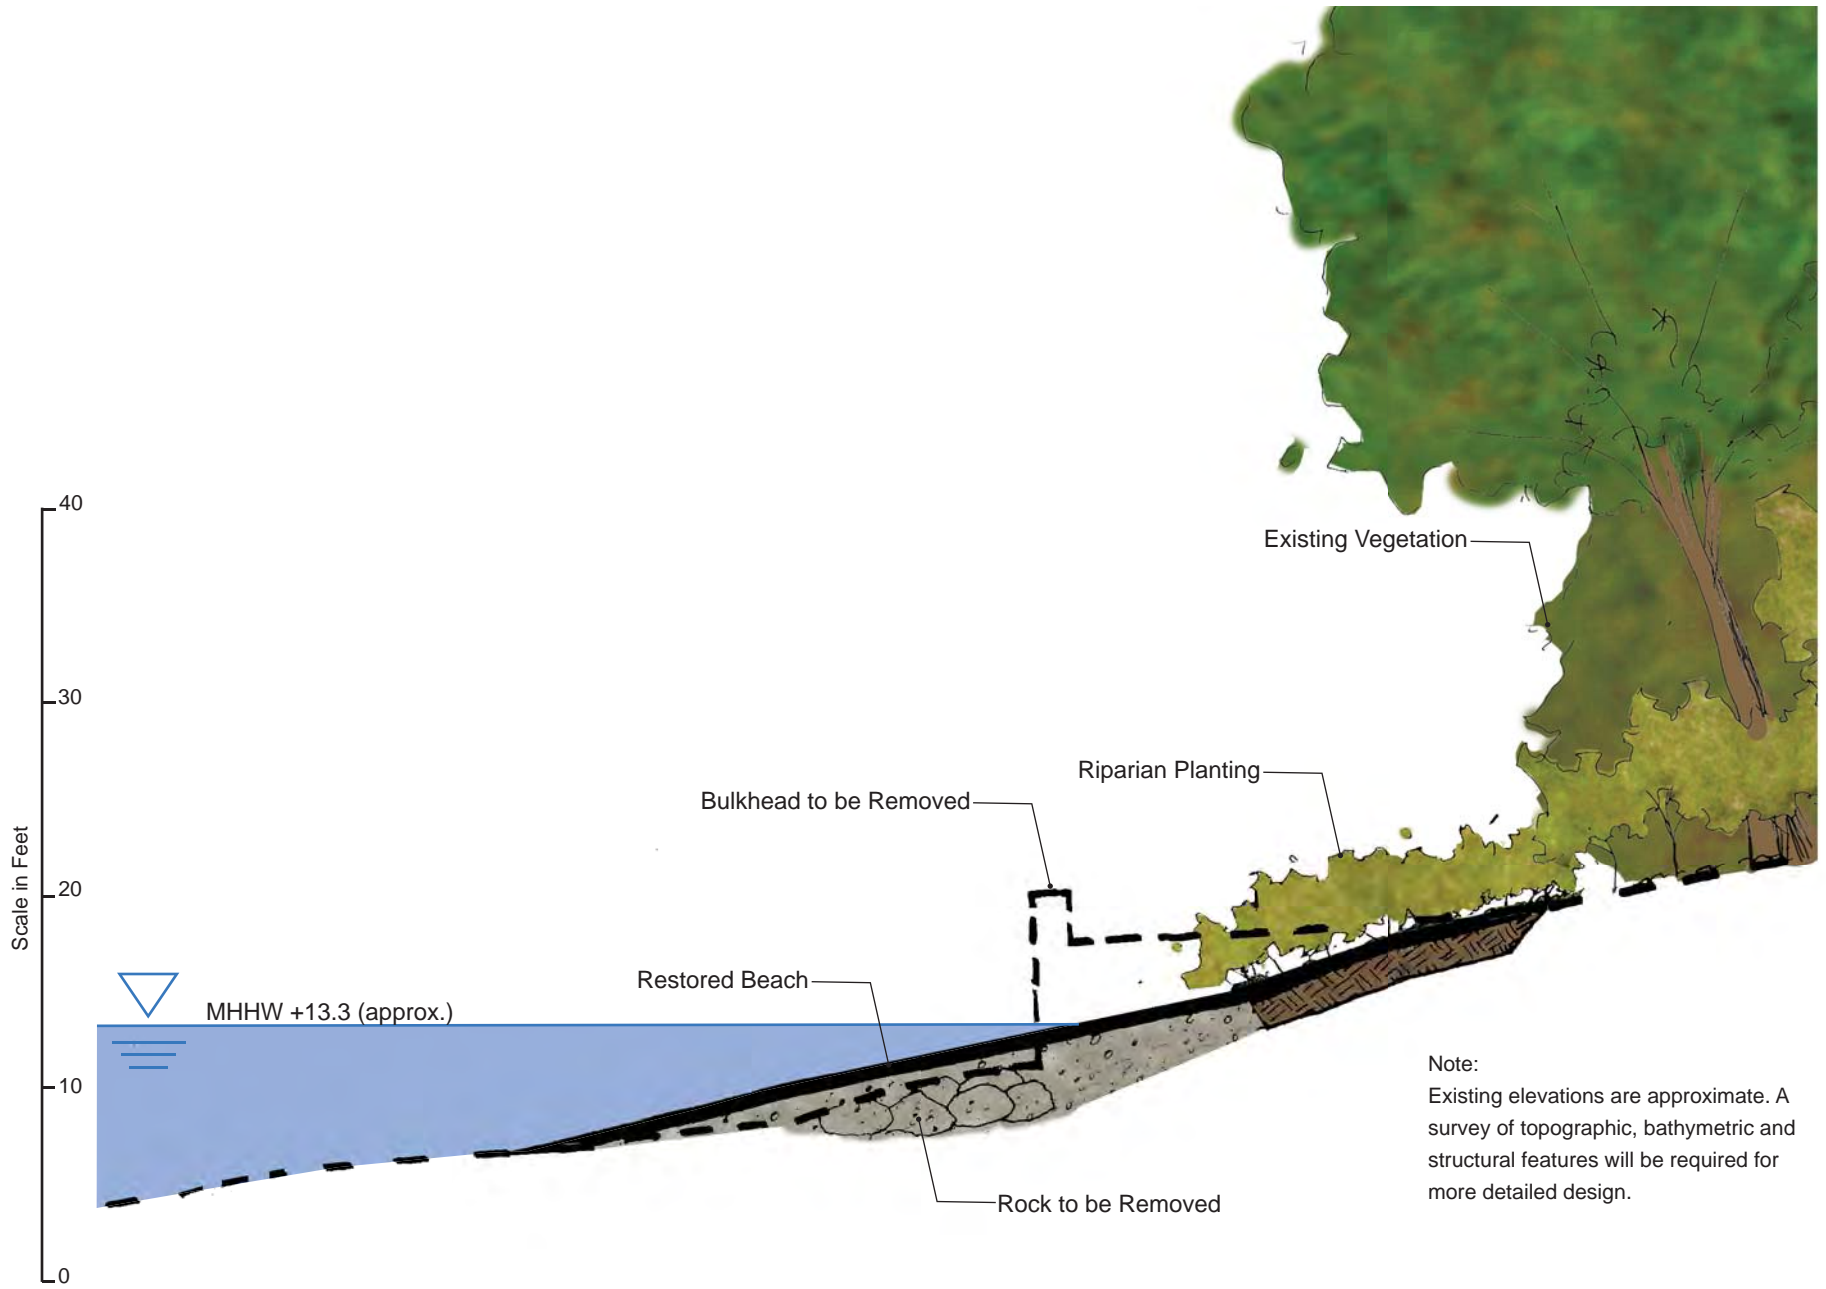 40
Existing Vegetation
30
Riparian Planting
Bulkhead to be Removed
Scale in Feet
20
Restored Beach
MHHW +13.3 (approx.)
10
Note:
Existing elevations are approximate. A
survey of topographic, bathymetric and
structural features will be required for
more detailed design.
Rock to be Removed
0